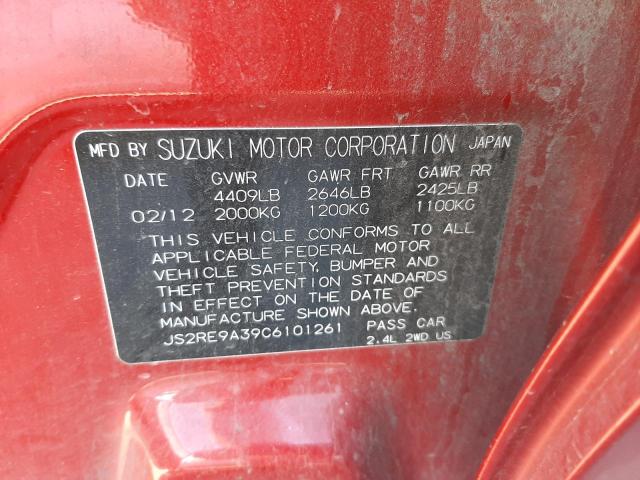 MFD BY SUZUKI MOTOR CORPORATION JAPAN
DATE GVWR GAWR FRT GAWR RR
4409LB 2646LB 2425LB
02/12 2000KG 1200KG 1100KG
THIS VEHICLE CONFORMS TO ALL
APPLICABLE FEDERAL MOTOR
VEHICLE SAFETY, BUMPER AND
THEFT PREVENTION STANDARDS
IN EFFECT ON THE DATE OF
MANUFACTURE SHOWN ABOVE.
JS2RE9A39C6101261 PASS CAR
2.4L 2WD US